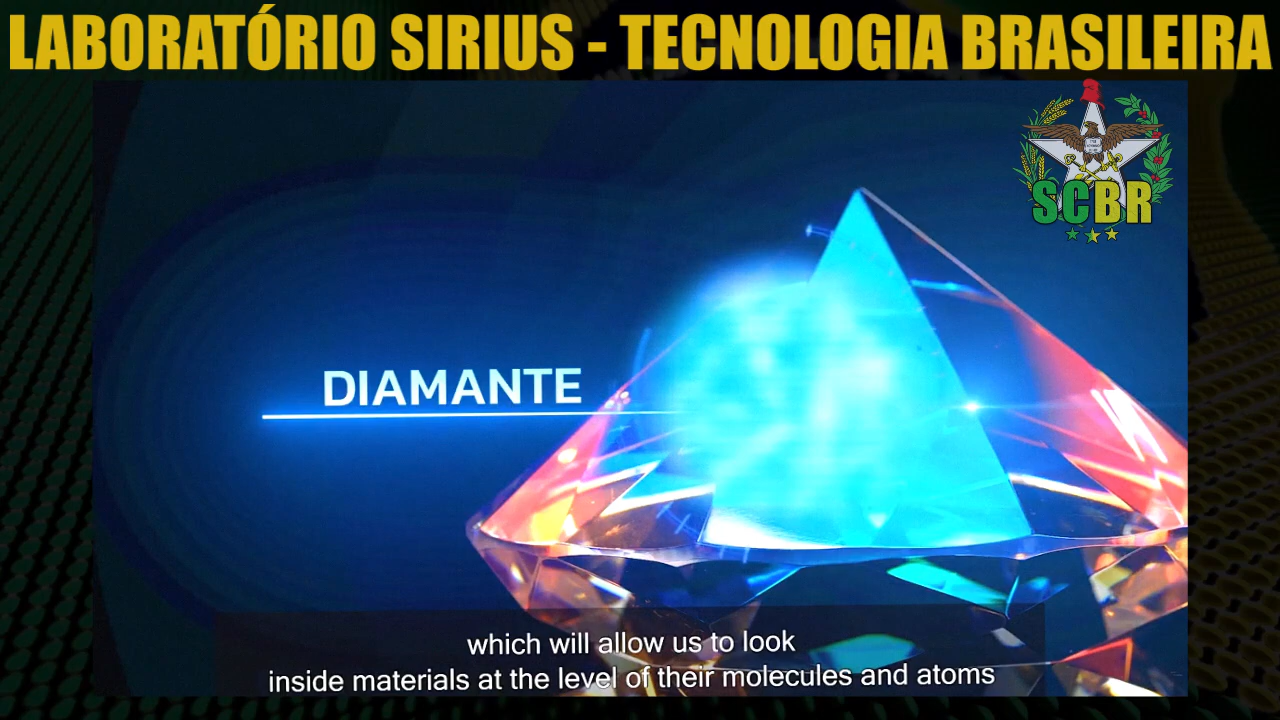 LABORATÓRIO SIRIUS - TECNOLOGIA BRASILEIRA
SCBR
DIAMANTE
which will allow us to look
inside materials at the level of their molecules and atoms